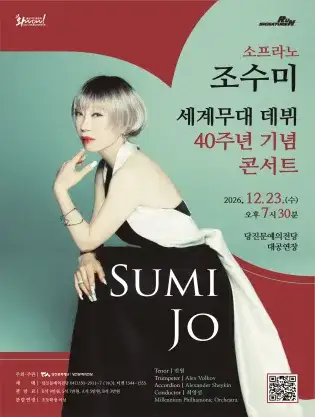 소프라노
조수미
세계무대 데뷔
40주년 기념
콘서트
2026. 12.23.(수)
오후 7시 30분
당진문예의전당
대공연장
SUMI
JO
Tenor |
Trumpeter | Alex Volkov
Accordion | Alexander Sheykin
Conductor | 최영선
Millennium Philharmonic Orchestra